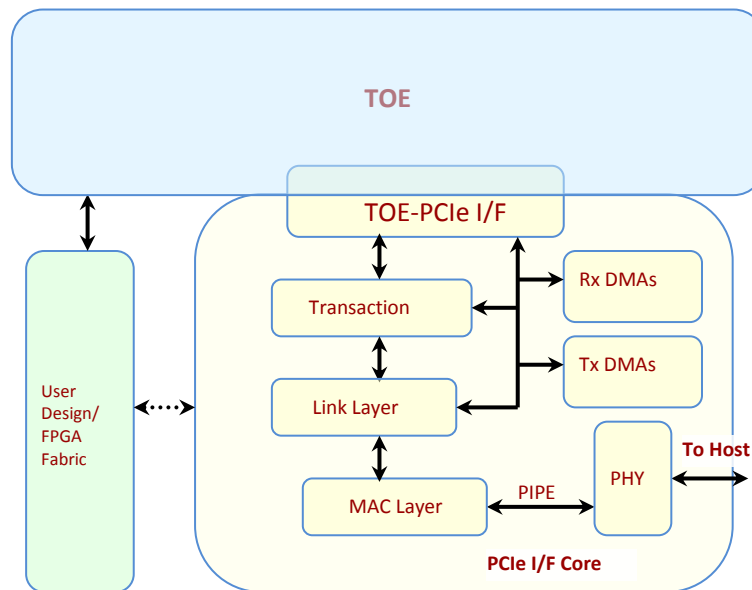 TOE
TOE-PCIe I/F
Rx DMAs
Transaction
Tx DMAs
User
Design/
FPGA
Fabric
Link Layer
To Host
PHY
PIPE
MAC Layer
PCIe I/F Core